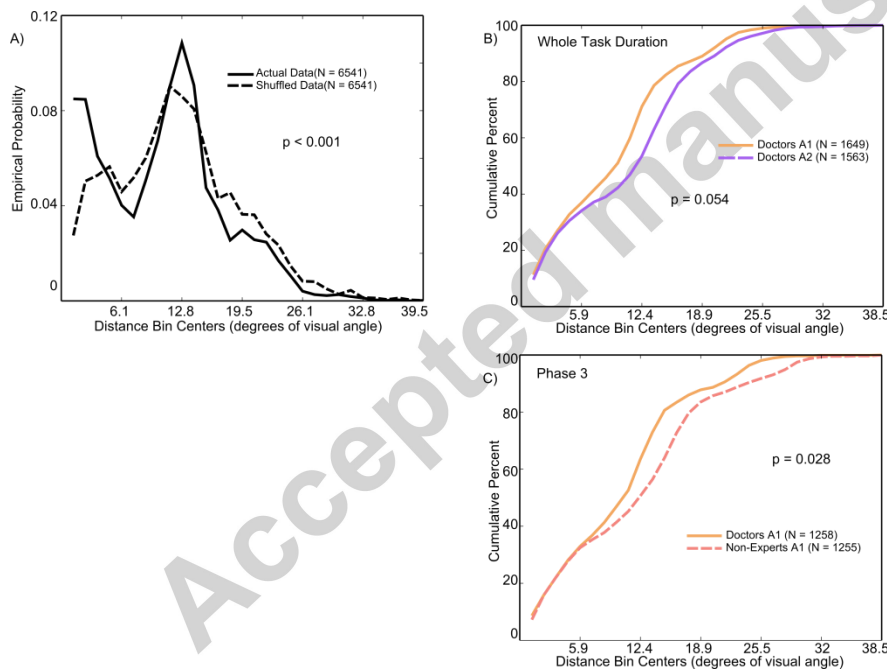 A)
Actual Data(N = 6541)
Shuffled Data(N = 6541)
p < 0.001
Empirical Probability
0.12
0.08
0.04
0
6.1 12.8 19.5 26.1 32.8 39.5
Distance Bin Centers (degrees of visual angle)
B)
Whole Task Duration
Doctors A1 (N = 1649)
Doctors A2 (N = 1563)
p = 0.054
Cumulative Percent
100
80
60
40
20
0
5.9 12.4 18.9 25.5 32 38.5
Distance Bin Centers (degrees of visual angle)
C)
Phase 3
p = 0.028
Doctors A1 (N = 1258)
Non-Experts A1 (N = 1255)
Cumulative Percent
100
80
60
40
20
0
5.9 12.4 18.9 25.5 32 38.5
Distance Bin Centers (degrees of visual angle)
Accepted manus